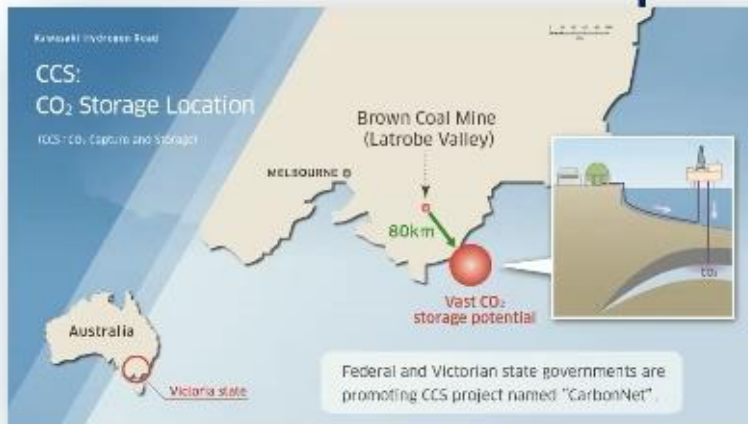 Kawasaki Hydrogen Road
CCS:
CO₂ Storage Location
(CCS : CO₂ Capture and Storage)
Brown Coal Mine
(Latrobe Valley)
MELBOURNE
80km
CO₂
Vast CO₂
storage potential
Australia
Victoria state
Federal and Victorian state governments are
promoting CCS project named "CarbonNet".